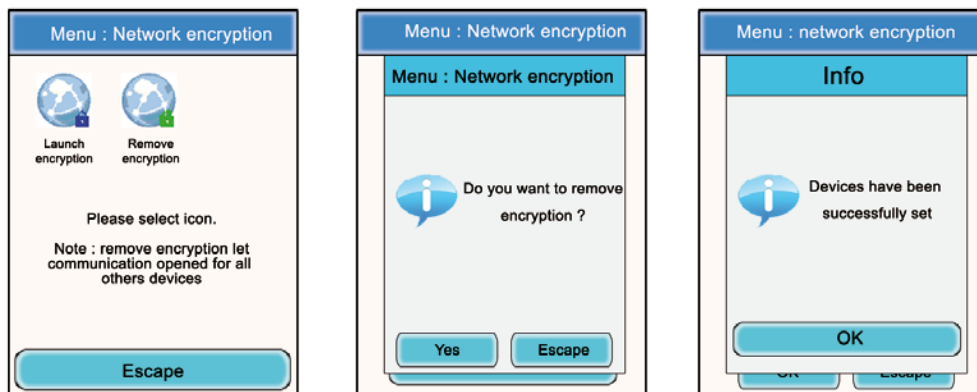 Menu : Network encryption
Launch
encryption
Remove
encryption
Please select icon.
Note : remove encryption let
communication opened for all
others devices
Escape
Menu : Network encryption
Menu : Network encryption
Do you want to remove
encryption ?
Yes
Escape
Menu : network encryption
Info
Devices have been
successfully set
OK
OK
Escape